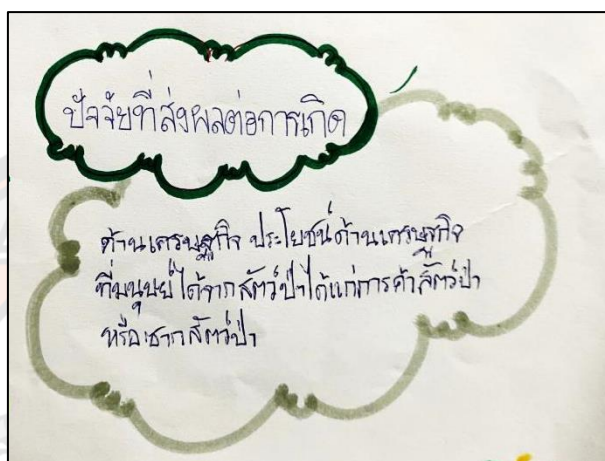 ปัจจัยที่ส่งผลต่อการเกิด
ด้านเศรษฐกิจ ประโยชน์ด้านเศรษฐกิจ
ที่มนุษย์ได้จากสัตว์ป่าได้แก่การค้าสัตว์ป่า
หรือซากสัตว์ป่า